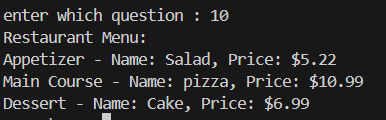 enter which question : 10
Restaurant Menu:
Appetizer - Name: Salad, Price: $5.22
Main Course - Name: pizza, Price: $10.99
Dessert - Name: Cake, Price: $6.99